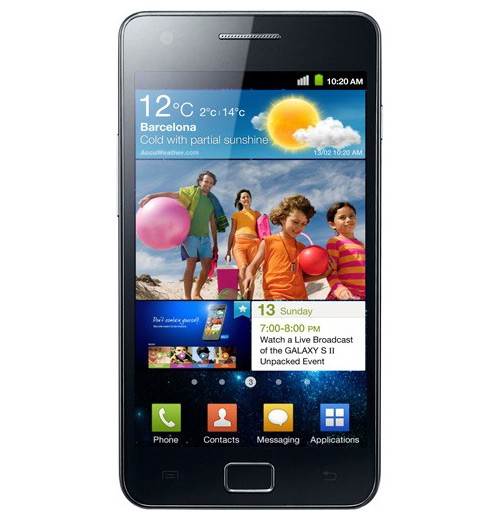 10:20 AM
12°C 2°C | 14°C
Barcelona
Cold with partial sunshine
AccuWeather.com 13/02 10:20 AM
13 Sunday
7:00-8:00 PM
Watch a Live Broadcast
of the GALAXY S II
Unpacked Event
3
Phone Contacts Messaging Applications